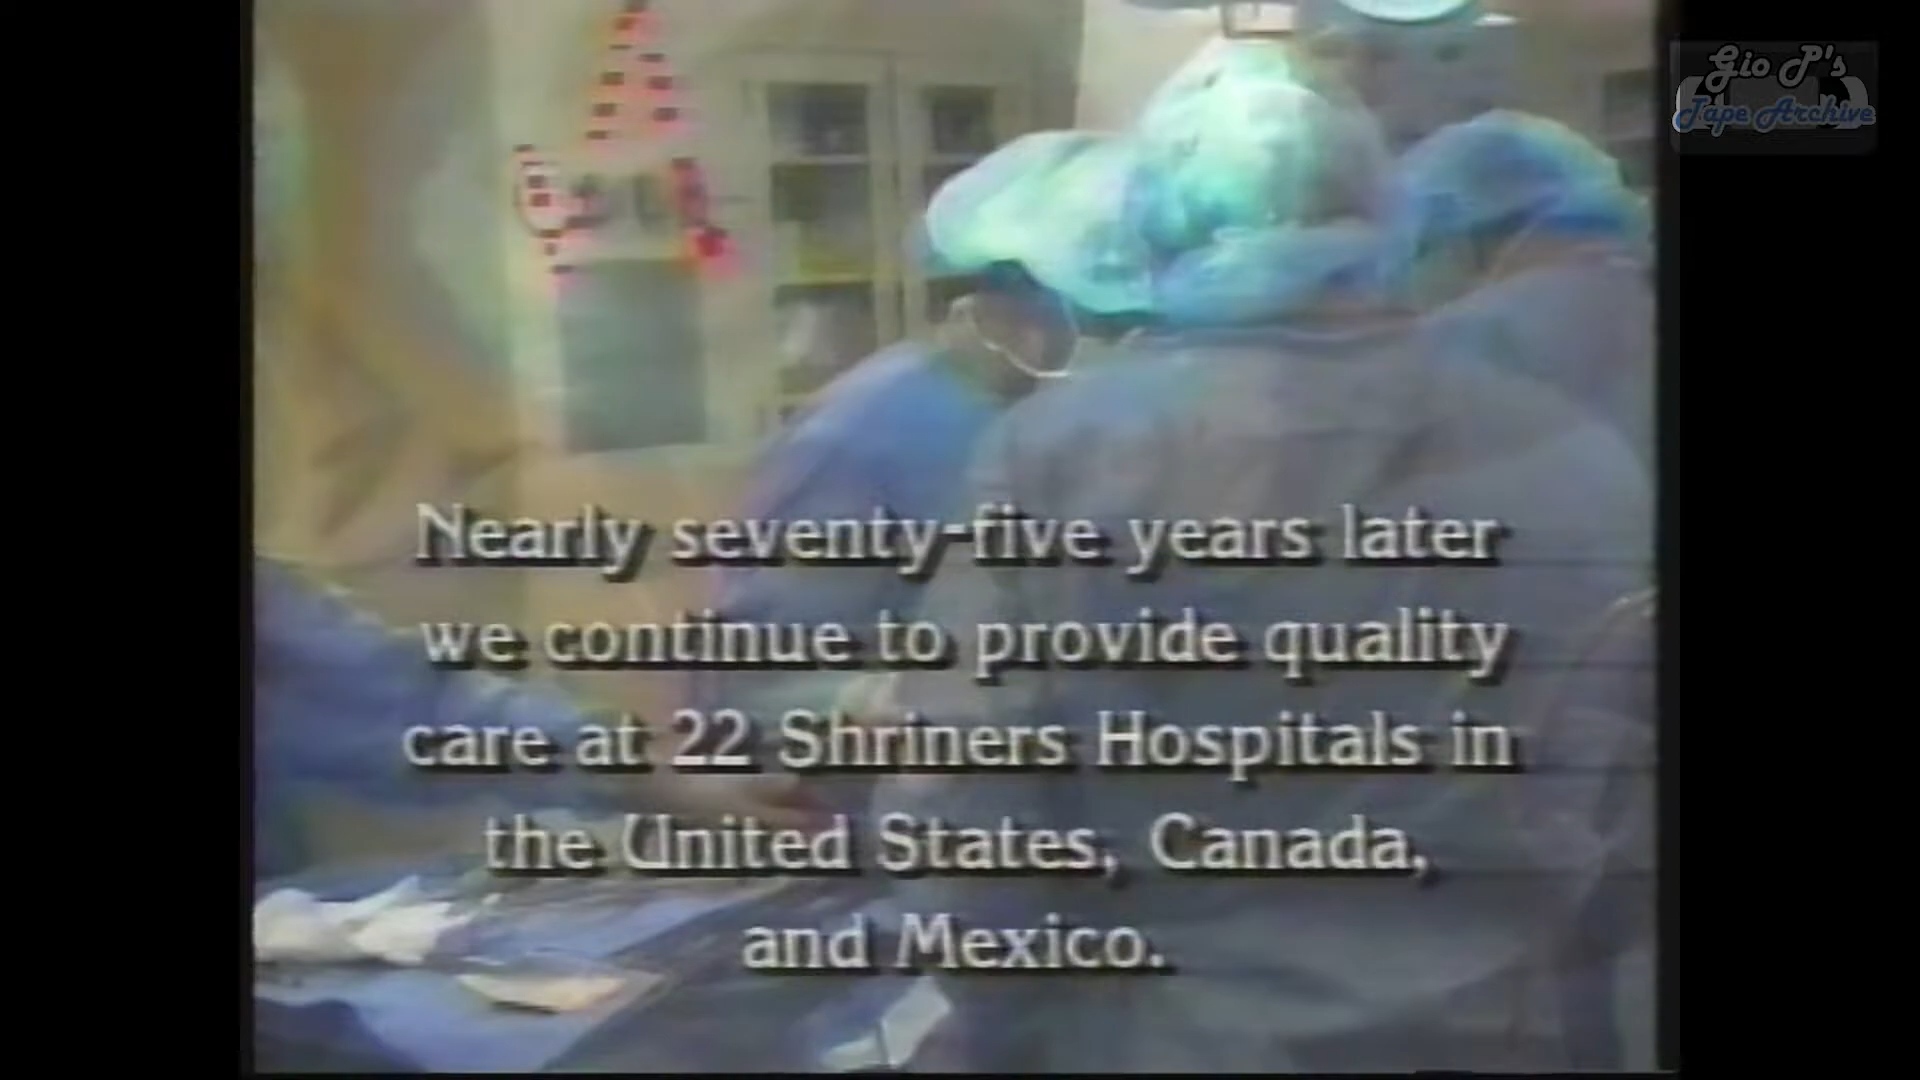 Gio P's
Tape Archive
Nearly seventy-five years later
we continue to provide quality
care at 22 Shriners Hospitals in
the United States, Canada,
and Mexico.